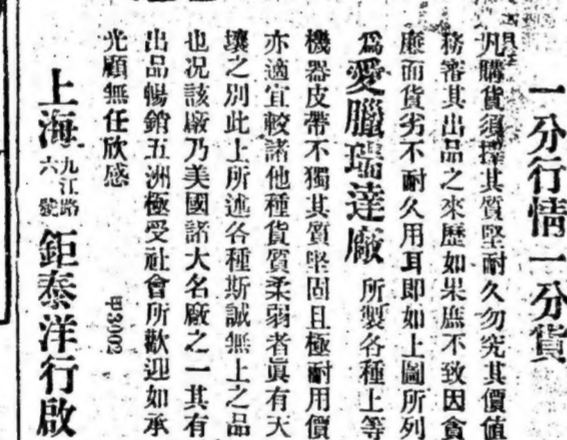 一分行情一分貨
凡購貨須擇其質堅耐久勿究其價值
務審其出品之來歷如果應不致因貪
廉而貨劣不耐久用耳即如上圖所列
爲愛臘瑞達廠所製各種上等
機器皮帶不獨其質堅固且極耐用價
亦適宜較諸他種貨質柔弱者眞有天
壤之別此上所述各種斯誠無上之品
也况該廠乃美國諸大名廠之一其有
出品暢銷五洲極受社會所歡迎如承
光顧無任欣感
甲3902
上海九江路六號鉅泰洋行啟